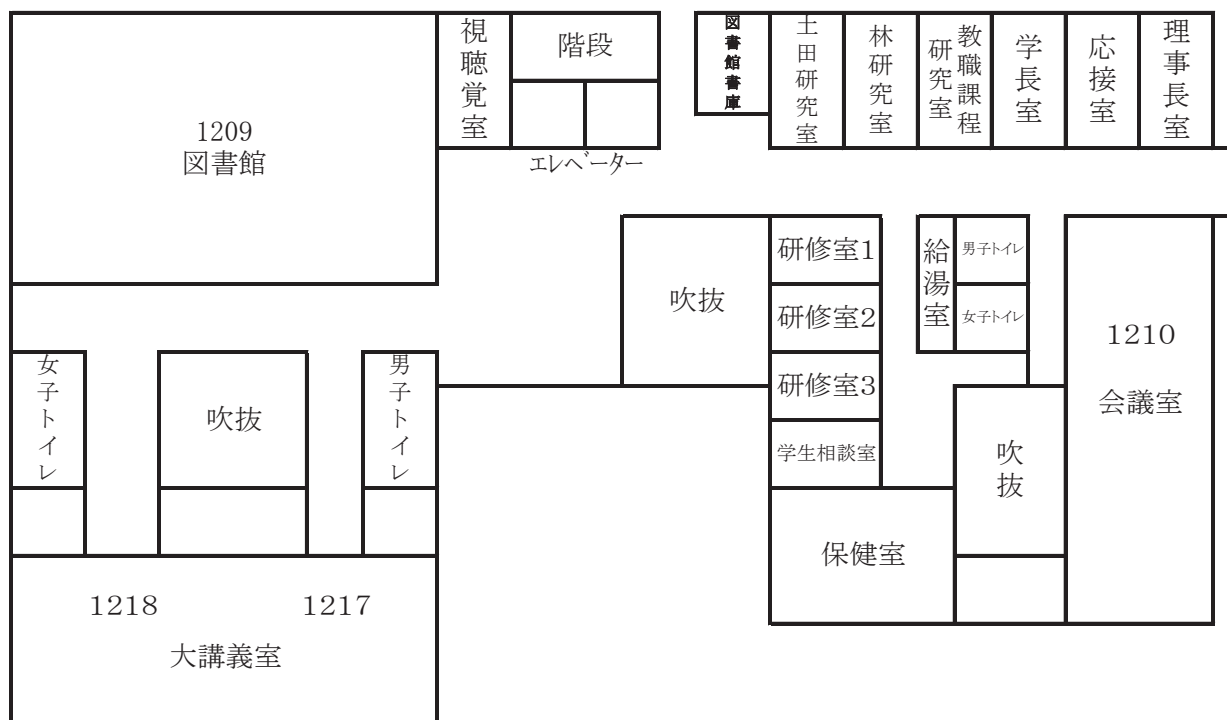 1209
図書館
視聴覚室
階段
エレベーター
図書館書庫
土田研究室
林研究室
教職課程
研究室
学長室
応接室
理事長室
吹抜
研修室1
研修室2
研修室3
学生相談室
給湯室
男子トイレ
女子トイレ
1210
会議室
女子トイレ
吹抜
男子トイレ
吹抜
保健室
1218
1217
大講義室